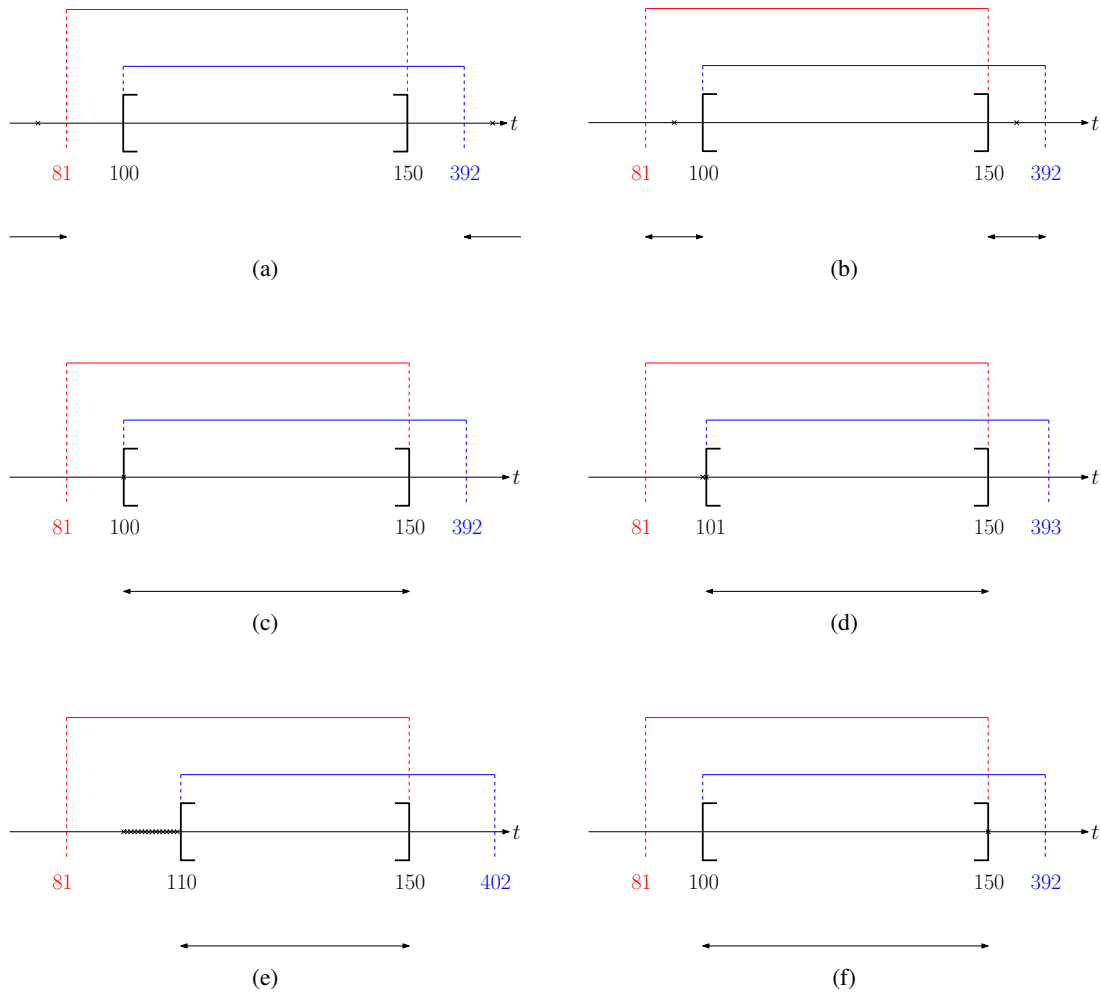 t t
81 100 150 392 81 100 150 392
(a) (b)
t t
81 100 150 392 81 101 150 393
(c) (d)
t t
81 110 150 402 81 100 150 392
(e) (f)